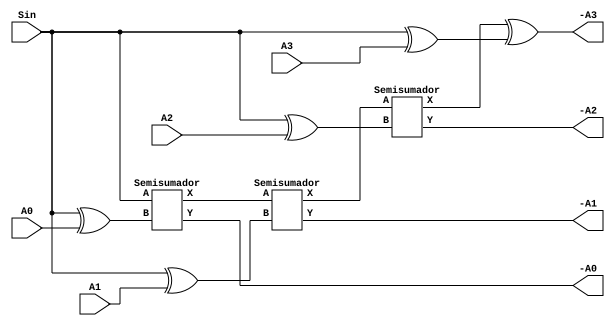 Sin
-A3
A3
Semisumador
A X
B Y
A2
-A2
Semisumador
A X
B Y
Semisumador
A X
B Y
A0
-A1
A1
-A0